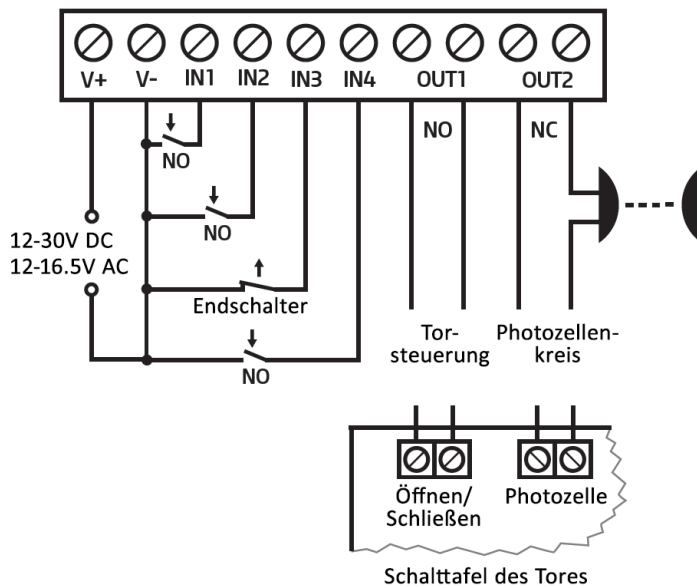 V+ V- IN1 IN2 IN3 IN4 OUT1 OUT2
NO NC
NO
NO
12-30V DC
12-16.5V AC
Endschalter
NO
Tor-
steuerung
Photozellen-
kreis
Öffnen/
Schließen
Photozelle
Schalttafel des Tores